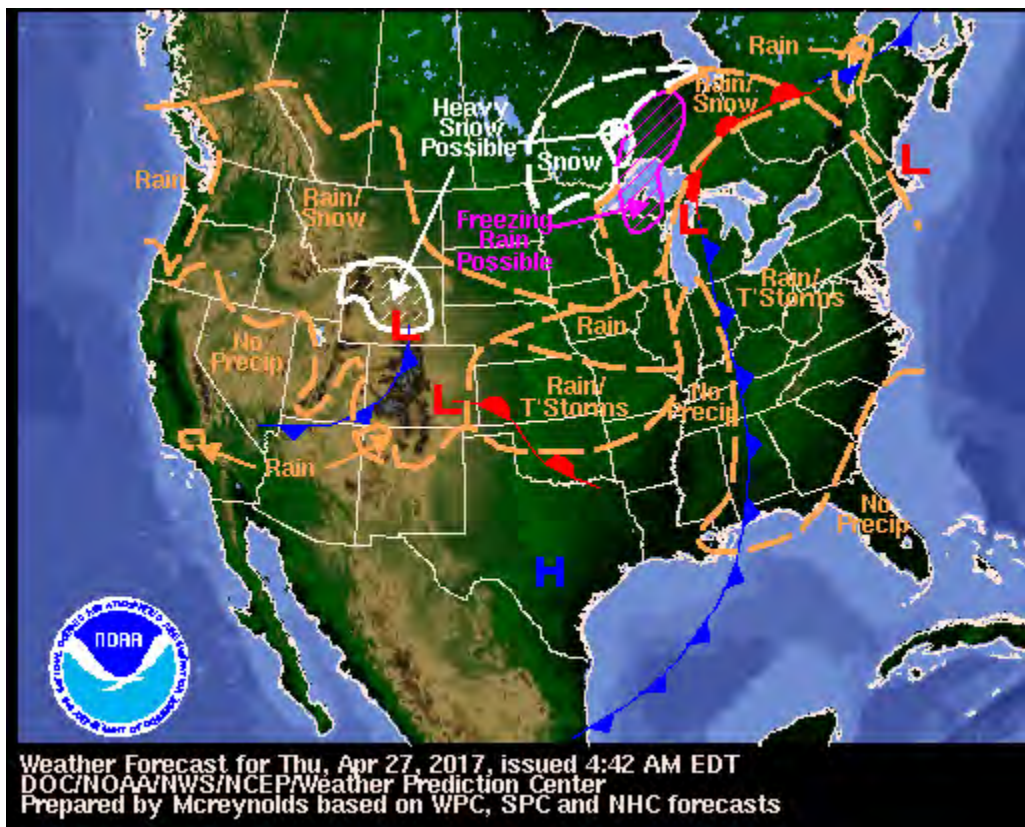 Rain
Rain/
Snow
Heavy
Snow
Possible
Snow
L
Rain
Rain/
Snow
Freezing
Rain
Possible
L
Rain/
T'Storms
L
Rain
No
Precip
Rain/
T'Storms
No
Precip
L
Rain
No
Precip
H
NOAA
Weather Forecast for Thu, Apr 27, 2017, issued 4:42 AM EDT
DOC/NOAA/NWS/NCEP/Weather Prediction Center
Prepared by Mcreynolds based on WPC, SPC and NHC forecasts